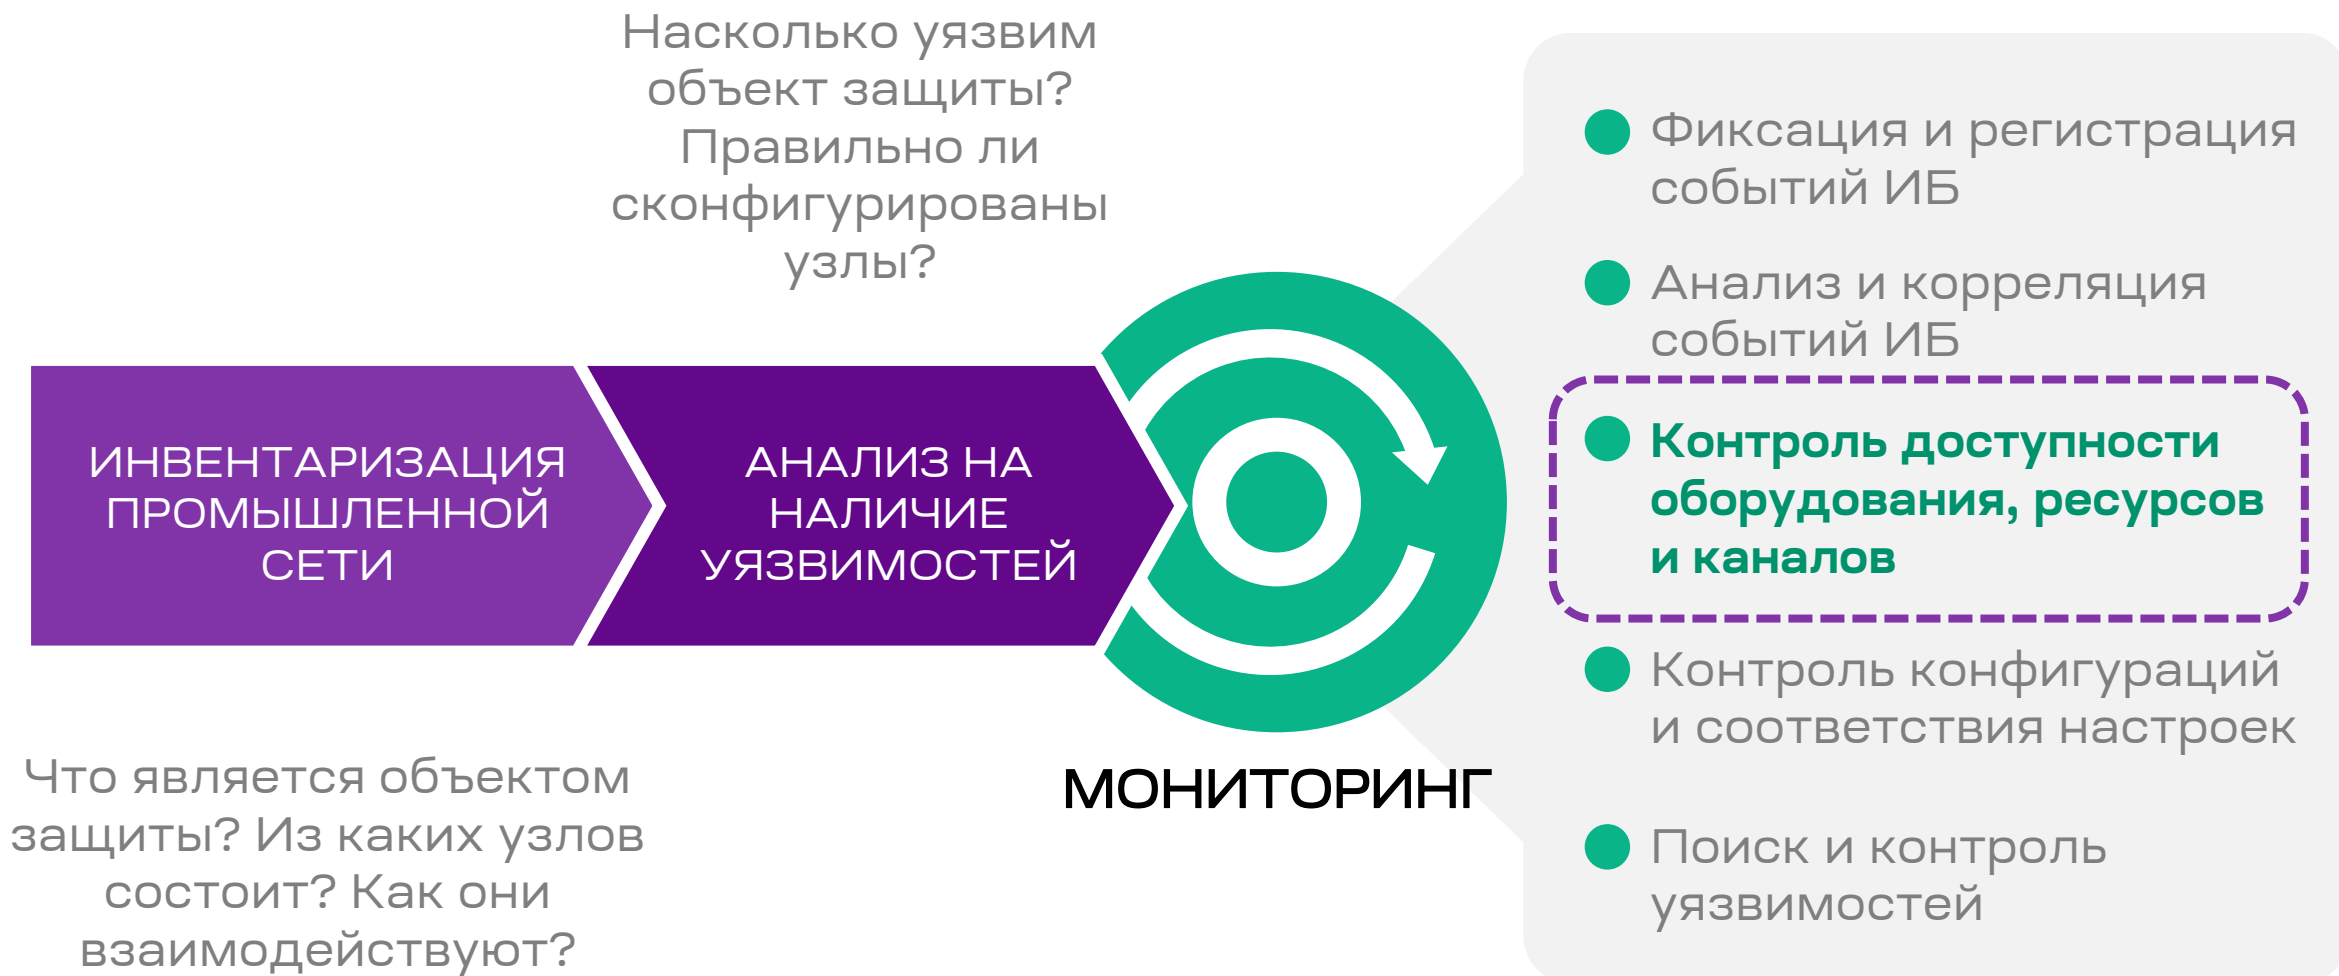 Насколько уязвим
объект защиты?
Правильно ли
сконфигурированы
узлы?
ИНВЕНТАРИЗАЦИЯ
ПРОМЫШЛЕННОЙ
СЕТИ
АНАЛИЗ НА
НАЛИЧИЕ
УЯЗВИМОСТЕЙ
Что является объектом
защиты? Из каких узлов
состоит? Как они
взаимодействуют?
МОНИТОРИНГ
Фиксация и регистрация
событий ИБ
Анализ и корреляция
событий ИБ
Контроль доступности
оборудования, ресурсов
и каналов
Контроль конфигураций
и соответствия настроек
Поиск и контроль
уязвимостей